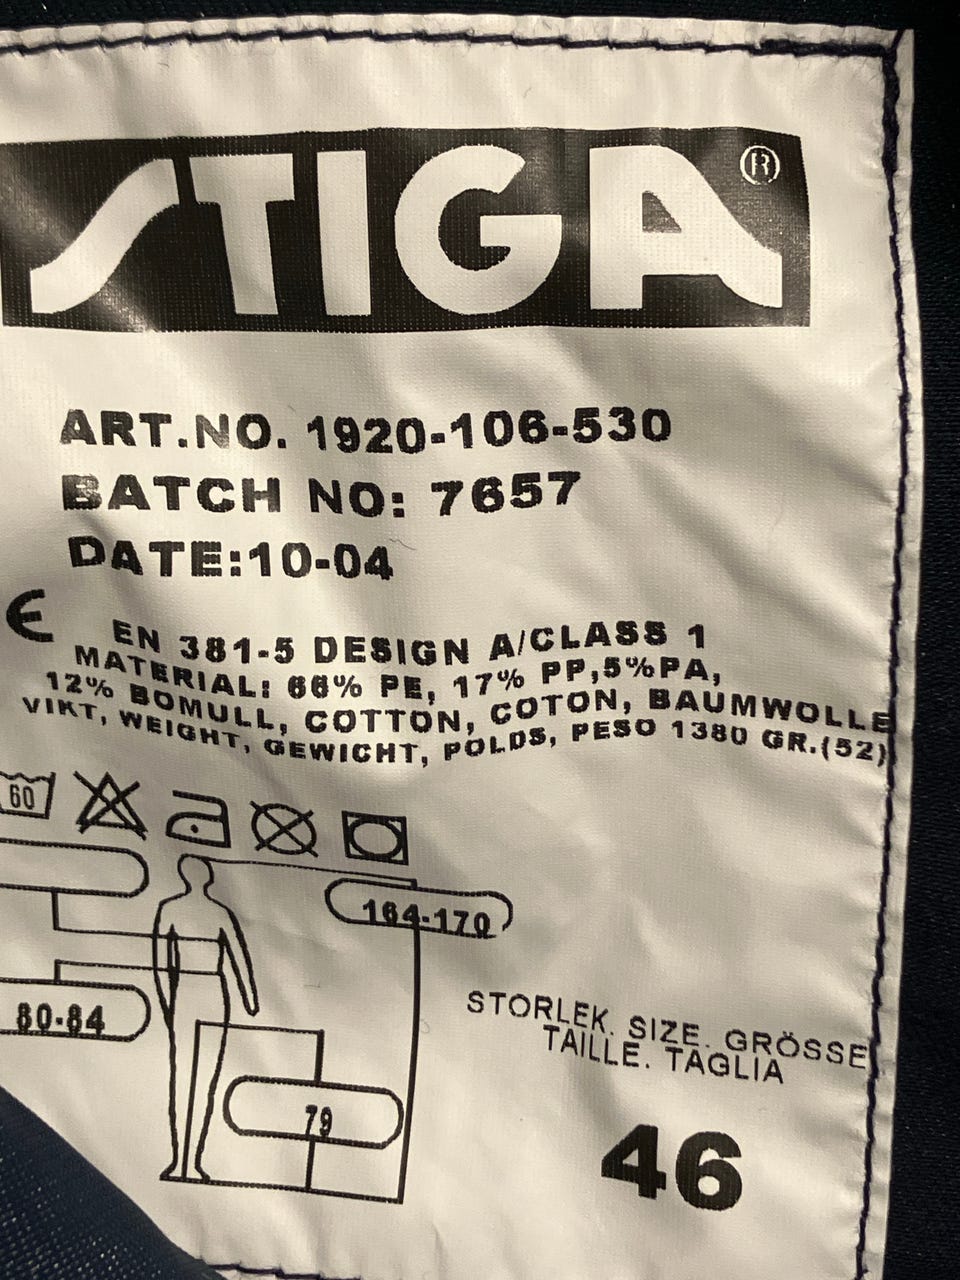 STIGA®
ART.NO. 1920-106-530
BATCH NO: 7657
DATE:10-04
CE EN 381-5 DESIGN A/CLASS 1
MATERIAL: 66% PE, 17% PP,5%PA,
12% BOMULL, COTTON, COTON, BAUMWOLLE
VIKT, WEIGHT, GEWICHT, POLDS, PESO 1380 GR.(52)
60
164-170
80-84
STORLEK. SIZE. GRÖSSE
TAILLE. TAGLIA
79
46